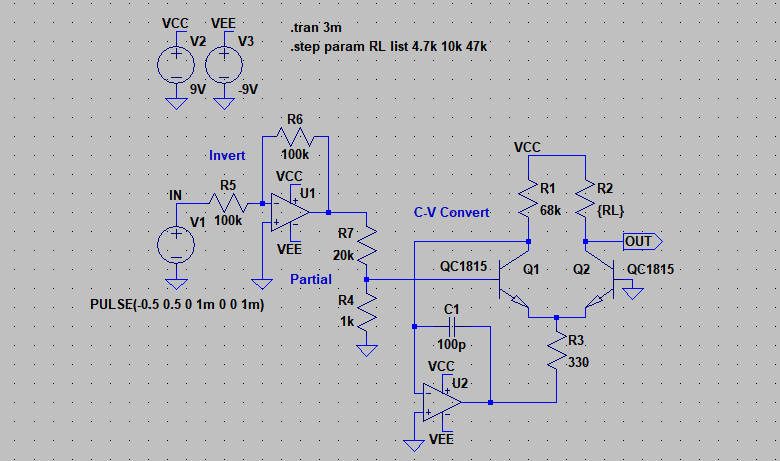 VCC VEE .tran 3m
V2 V3 .step param RL list 4.7k 10k 47k
9V -9V
R6
100k
Invert
VCC
VCC
IN R5 U1 R1 R2
V1 100k 68k {RL}
C-V Convert
VEE R7 OUT
20k
Partial QC1815 Q1 Q2 QC1815
R4
PULSE(-0.5 0.5 0 1m 0 0 1m) 1k C1
100p R3
330
VCC
U2
VEE